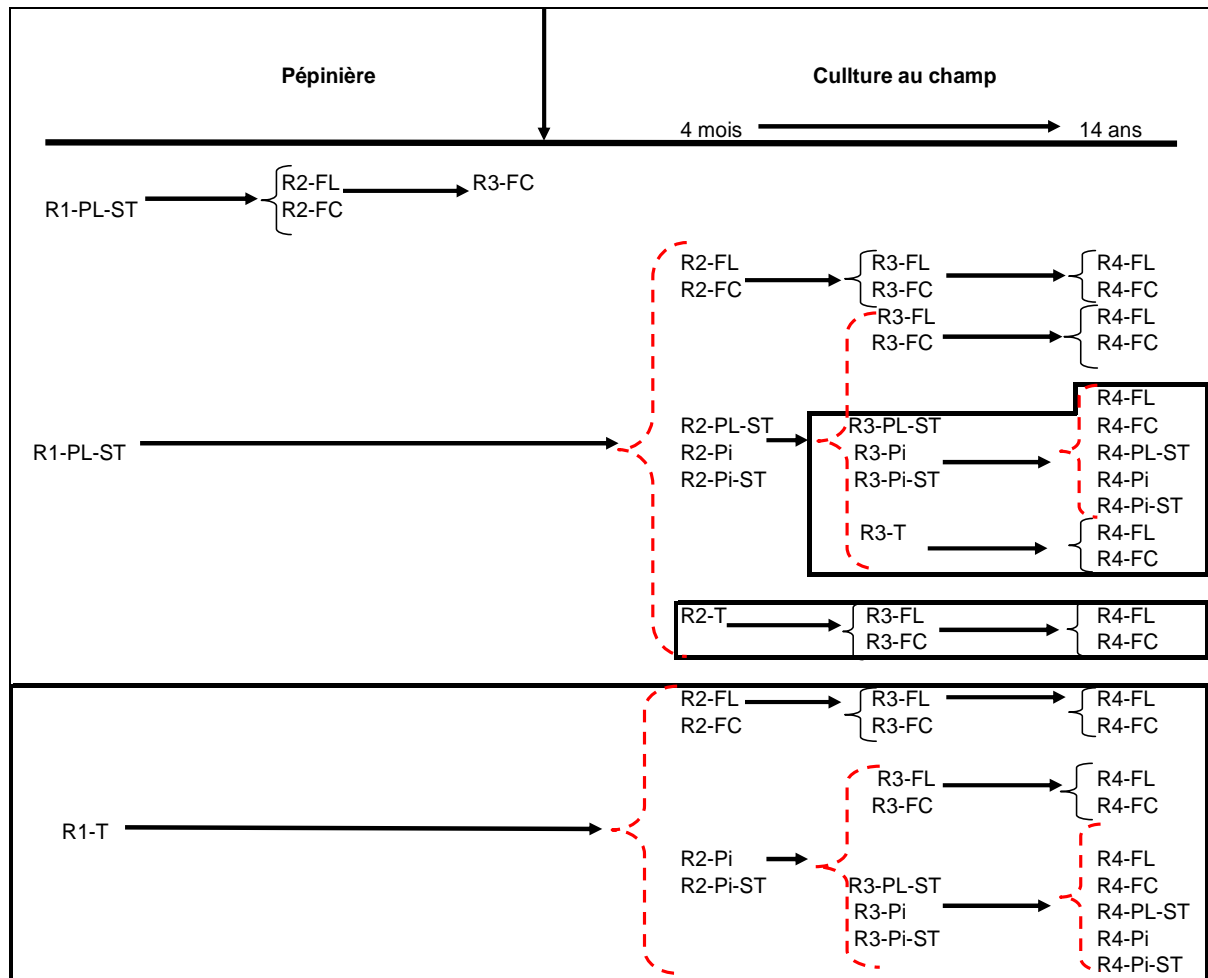 Pépinière
Cullture au champ
4 mois
14 ans
R1-PL-ST
R2-FL
R2-FC
R3-FC
R1-PL-ST
R2-FL
R2-FC
R3-FL
R3-FC
R4-FL
R4-FC
R3-FL
R3-FC
R4-FL
R4-FC
R2-PL-ST
R2-Pi
R2-Pi-ST
R3-PL-ST
R3-Pi
R3-Pi-ST
R4-FL
R4-FC
R4-PL-ST
R4-Pi
R4-Pi-ST
R3-T
R4-FL
R4-FC
R2-T
R3-FL
R3-FC
R4-FL
R4-FC
R1-T
R2-FL
R2-FC
R3-FL
R3-FC
R4-FL
R4-FC
R2-Pi
R2-Pi-ST
R3-FL
R3-FC
R4-FL
R4-FC
R3-PL-ST
R3-Pi
R3-Pi-ST
R4-FL
R4-FC
R4-PL-ST
R4-Pi
R4-Pi-ST